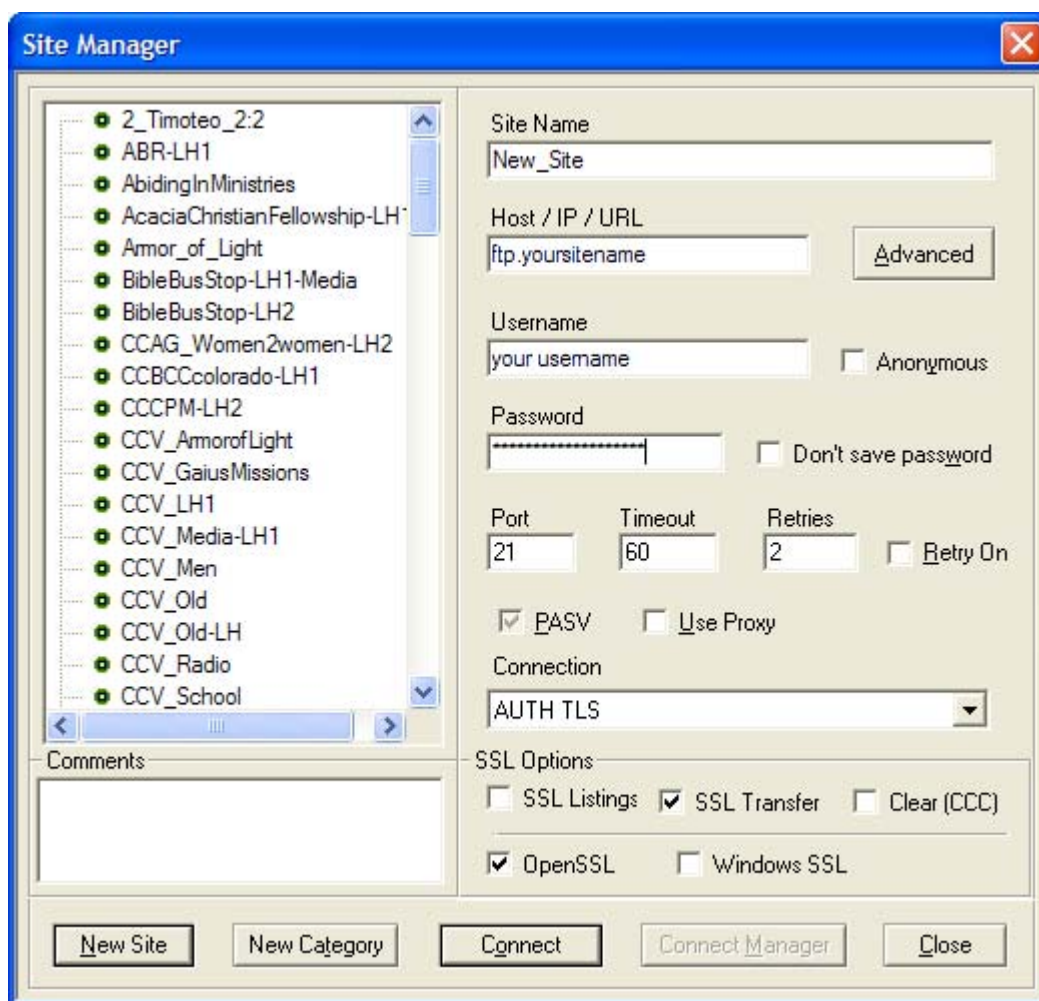 Site Manager
2_Timoteo_2:2
ABR-LH1
AbidingInMinistries
AcaciaChristianFellowship-LH1
Armor_of_Light
BibleBusStop-LH1-Media
BibleBusStop-LH2
CCAG_Women2women-LH2
CCBCCcolorado-LH1
CCCPM-LH2
CCV_ArmorofLight
CCV_GaiusMissions
CCV_LH1
CCV_Media-LH1
CCV_Men
CCV_Old
CCV_Old-LH
CCV_Radio
CCV_School
Comments
Site Name
New_Site
Host / IP / URL
ftp.yoursitename
Advanced
Username
your username
Anonymous
Password
*******************
Don't save password
Port Timeout Retries
21 60 2 Retry On
PASV Use Proxy
Connection
AUTH TLS
SSL Options
SSL Listings SSL Transfer Clear (CCC)
OpenSSL Windows SSL
New Site New Category Connect Connect Manager Close